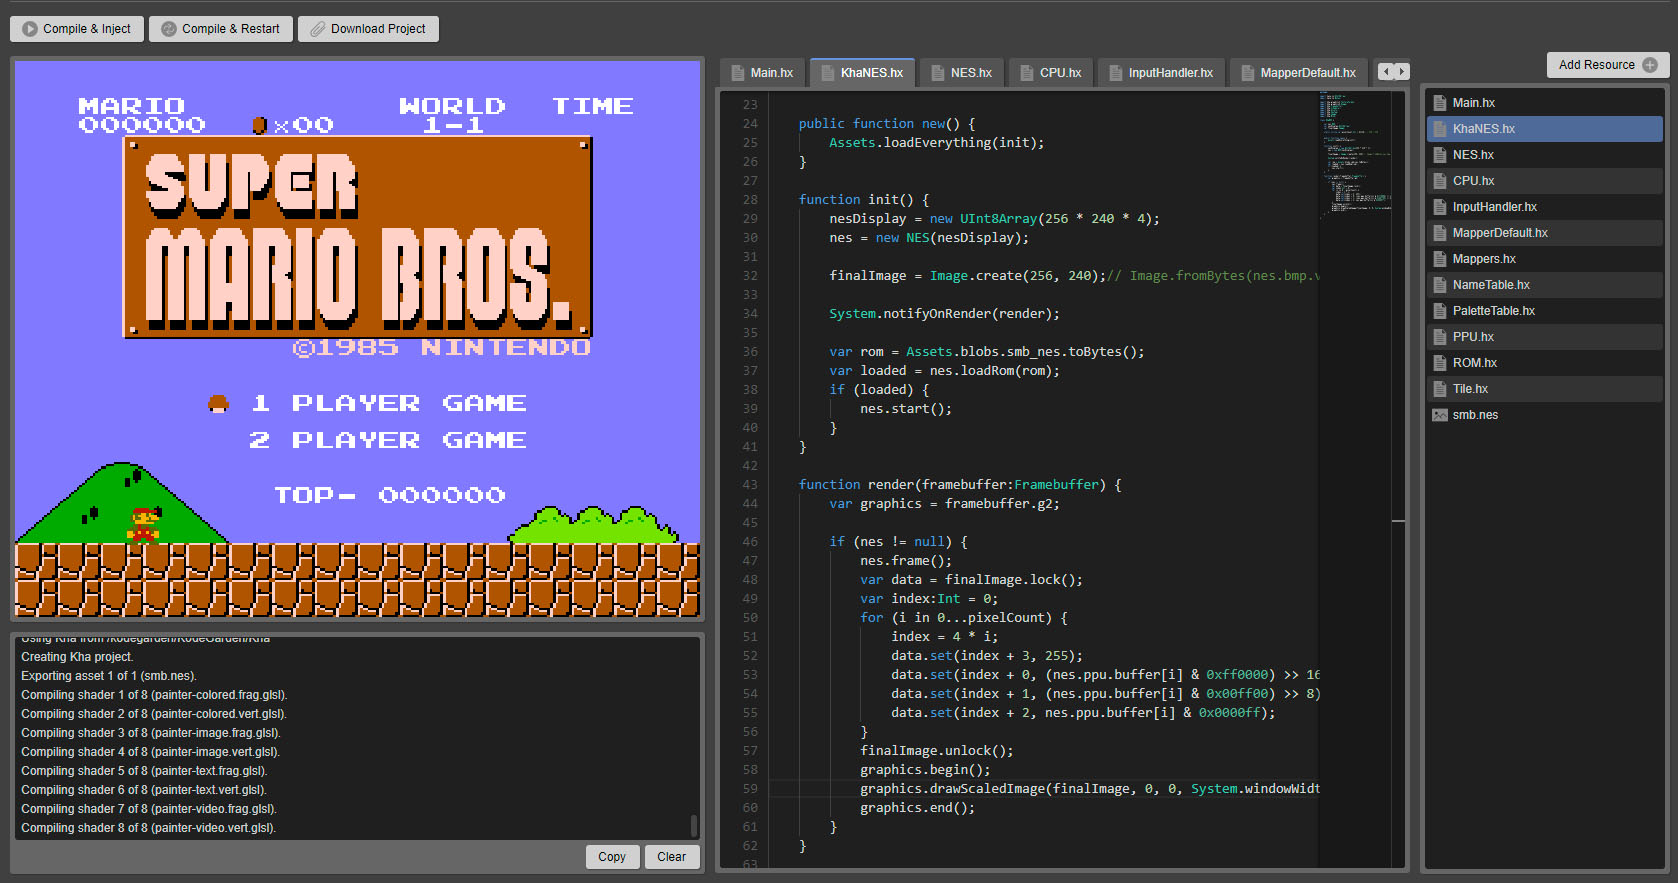 Compile & Inject
Compile & Restart
Download Project
MARIO WORLD TIME
000000 x00 1-1
SUPER
MARIO BROS.
©1985 NINTENDO
1 PLAYER GAME
2 PLAYER GAME
TOP- 000000
Using Kha from /kodegarden/KodeGarden/Kha
Creating Kha project.
Exporting asset 1 of 1 (smb.nes).
Compiling shader 1 of 8 (painter-colored.frag.glsl).
Compiling shader 2 of 8 (painter-colored.vert.glsl).
Compiling shader 3 of 8 (painter-image.frag.glsl).
Compiling shader 4 of 8 (painter-image.vert.glsl).
Compiling shader 5 of 8 (painter-text.frag.glsl).
Compiling shader 6 of 8 (painter-text.vert.glsl).
Compiling shader 7 of 8 (painter-video.frag.glsl).
Compiling shader 8 of 8 (painter-video.vert.glsl).
Copy
Clear
Main.hx
KhaNES.hx
NES.hx
CPU.hx
InputHandler.hx
MapperDefault.hx
23
24 public function new() {
25 Assets.loadEverything(init);
26 }
27
28 function init() {
29 nesDisplay = new UInt8Array(256 * 240 * 4);
30 nes = new NES(nesDisplay);
31
32 finalImage = Image.create(256, 240);// Image.fromBytes(nes.bmp.v
33
34 System.notifyOnRender(render);
35
36 var rom = Assets.blobs.smb_nes.toBytes();
37 var loaded = nes.loadRom(rom);
38 if (loaded) {
39 nes.start();
40 }
41 }
42
43 function render(framebuffer:Framebuffer) {
44 var graphics = framebuffer.g2;
45
46 if (nes != null) {
47 nes.frame();
48 var data = finalImage.lock();
49 var index:Int = 0;
50 for (i in 0...pixelCount) {
51 index = 4 * i;
52 data.set(index + 3, 255);
53 data.set(index + 0, (nes.ppu.buffer[i] & 0xff0000) >> 16
54 data.set(index + 1, (nes.ppu.buffer[i] & 0x00ff00) >> 8)
55 data.set(index + 2, nes.ppu.buffer[i] & 0x0000ff);
56 }
57 finalImage.unlock();
58 graphics.begin();
59 graphics.drawScaledImage(finalImage, 0, 0, System.windowWidt
60 graphics.end();
61 }
62 }
63
Add Resource
Main.hx
KhaNES.hx
NES.hx
CPU.hx
InputHandler.hx
MapperDefault.hx
Mappers.hx
NameTable.hx
PaletteTable.hx
PPU.hx
ROM.hx
Tile.hx
smb.nes